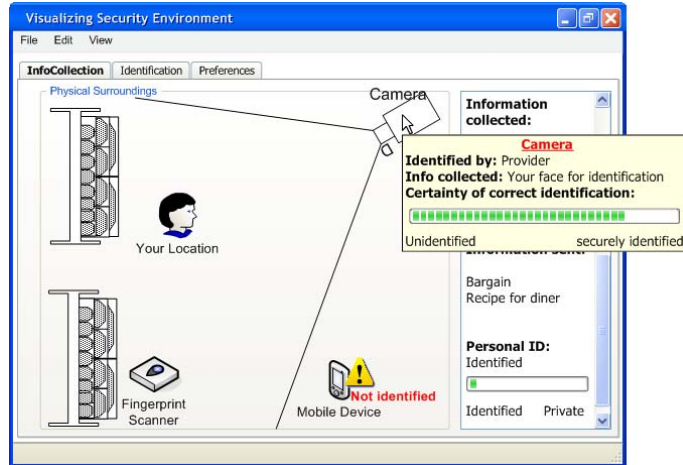 Visualizing Security Environment
File Edit View
InfoCollection Identification Preferences
Physical Surroundings
Camera
Information
collected:
Camera
Identified by: Provider
Info collected: Your face for identification
Certainty of correct identification:
Unidentified securely identified
Information sent:
Your Location
Bargain
Recipe for diner
Personal ID:
Identified
Not identified
Fingerprint
Scanner
Mobile Device
Identified Private